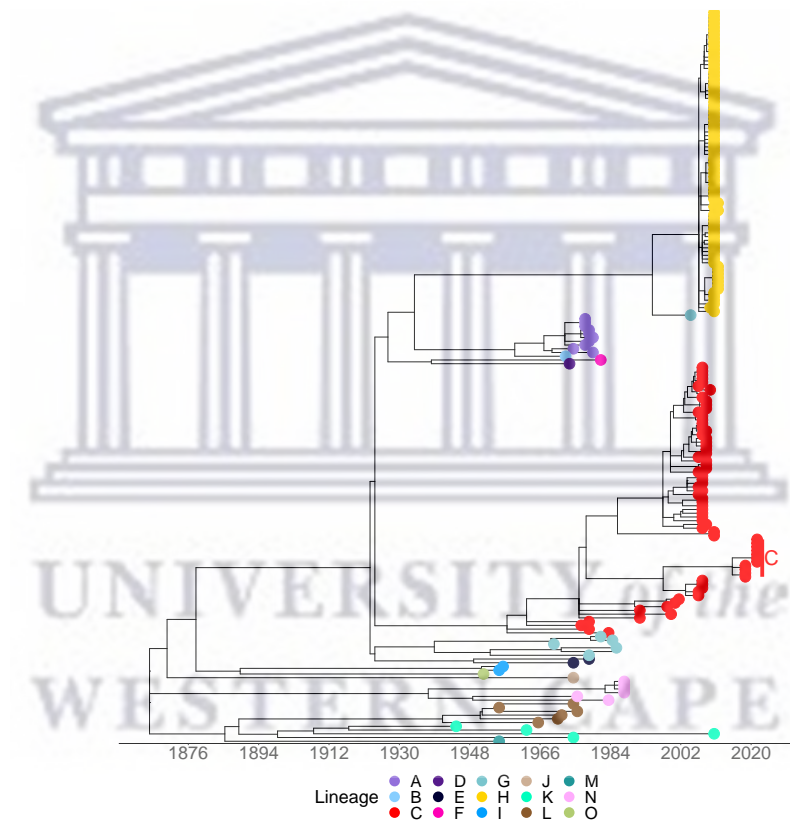 C
UNIVERSITY of the
WESTERN CAPE
1876 1894 1912 1930 1948 1966 1984 2002 2020
A D G J M
Lineage B E H K N
C F I L O